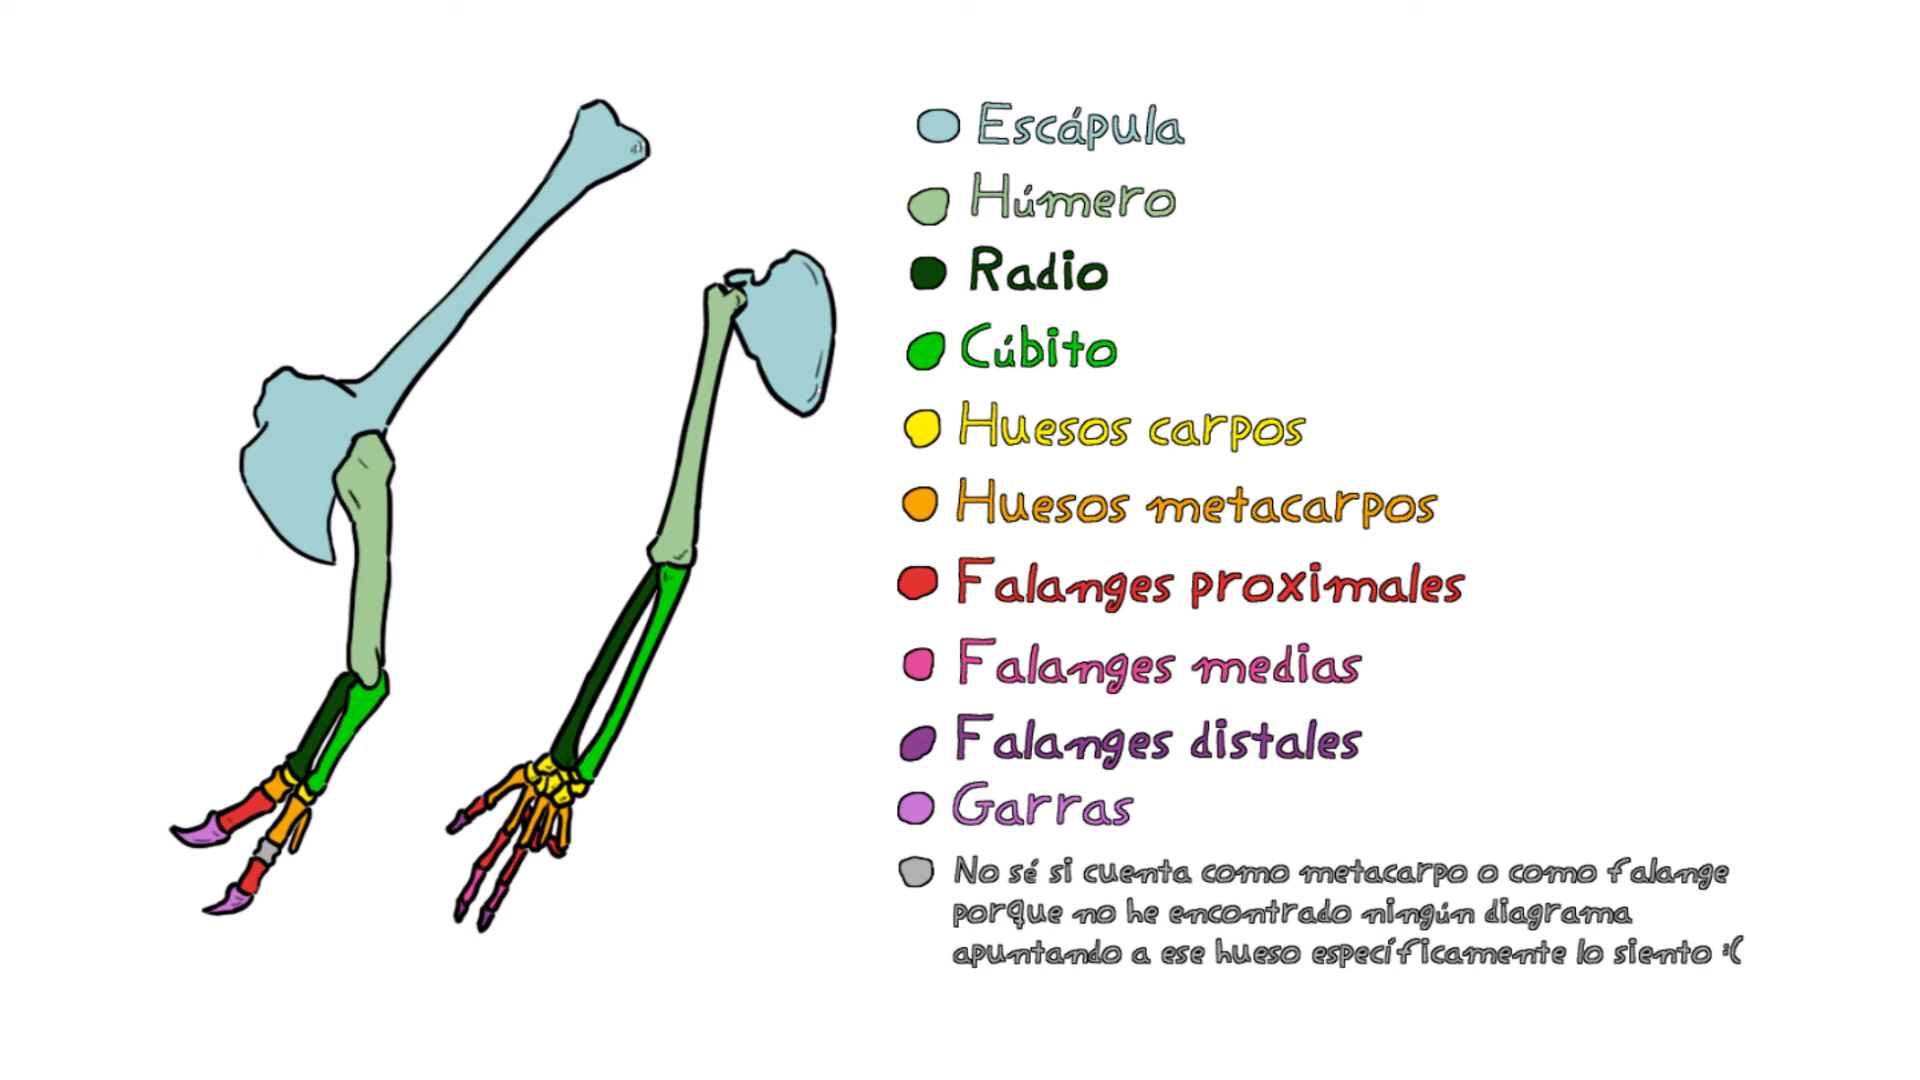 Escápula
Húmero
Radio
Cúbito
Huesos carpos
Huesos metacarpos
Falanges proximales
Falanges medias
Falanges distales
Garras
No sé si cuenta como metacarpo o como falange
porque no he encontrado ningún diagrama
apuntando a ese hueso específicamente lo siento :(